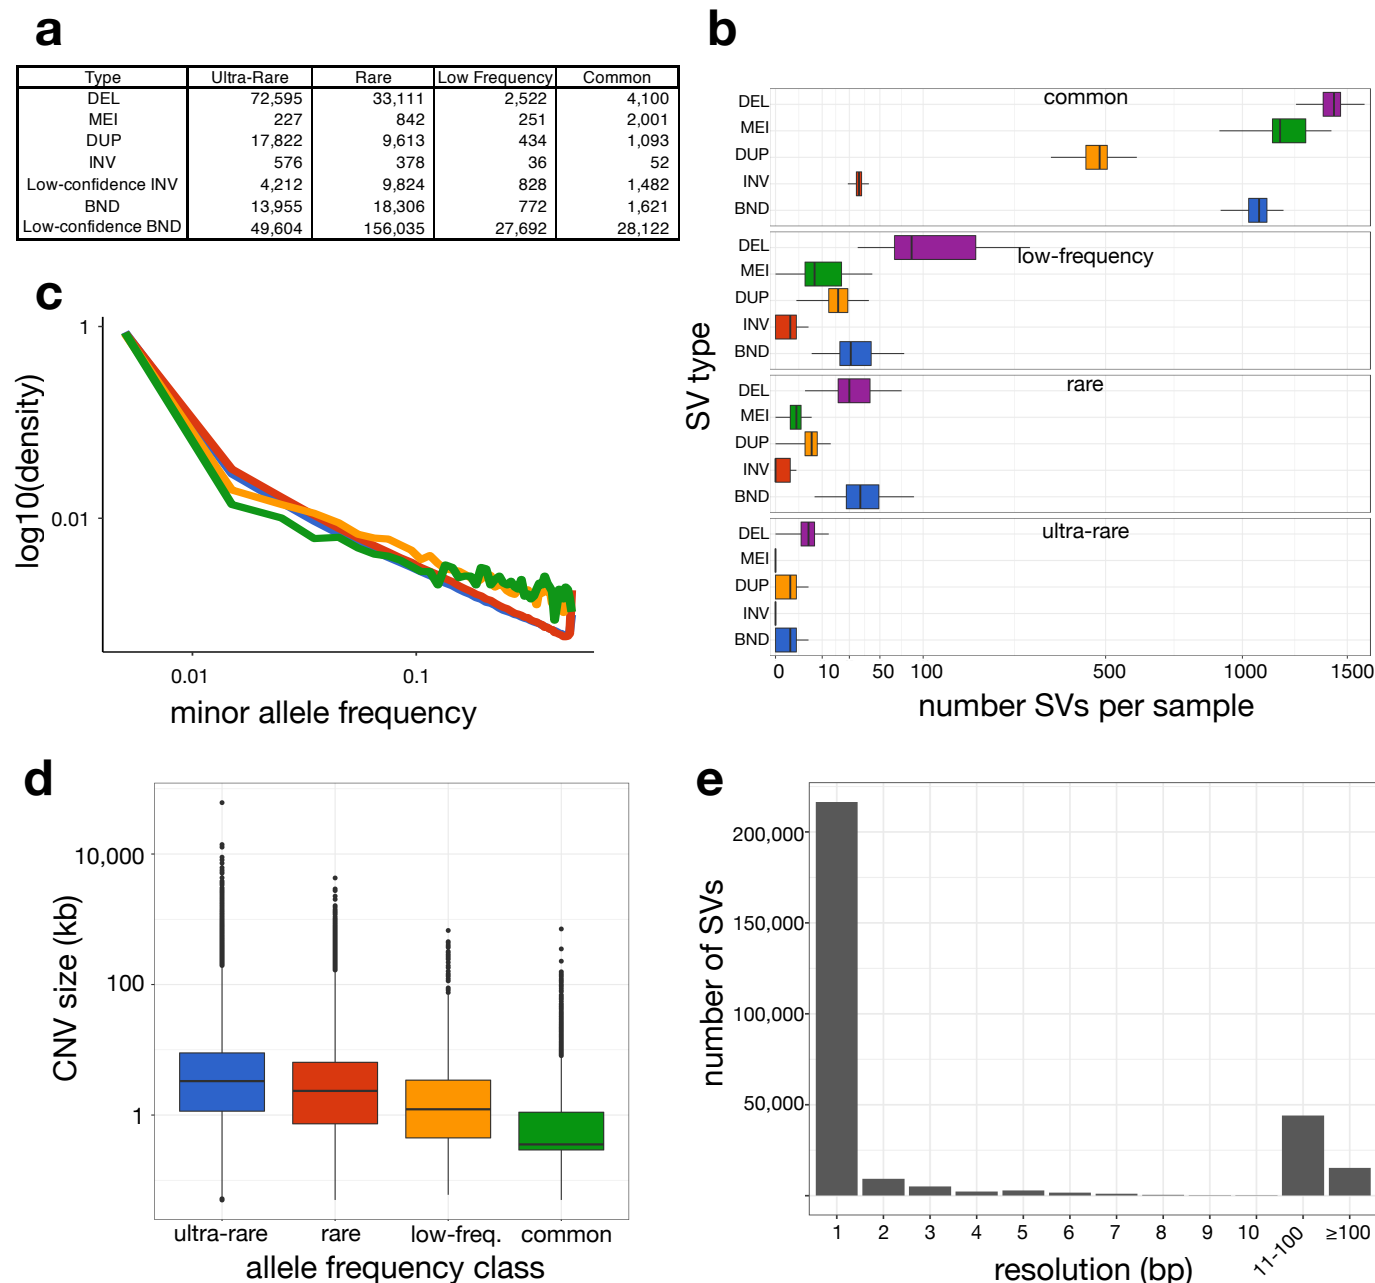 a
Type Ultra-Rare Rare Low Frequency Common
DEL 72,595 33,111 2,522 4,100
MEI 227 842 251 2,001
DUP 17,822 9,613 434 1,093
INV 576 378 36 52
Low-confidence INV 4,212 9,824 828 1,482
BND 13,955 18,306 772 1,621
Low-confidence BND 49,604 156,035 27,692 28,122
b
SV type
common
DEL
MEI
DUP
INV
BND
low-frequency
DEL
MEI
DUP
INV
BND
rare
DEL
MEI
DUP
INV
BND
ultra-rare
DEL
MEI
DUP
INV
BND
0 10 50 100 500 1000 1500
number SVs per sample
c
log10(density)
1
0.01
0.01 0.1
minor allele frequency
d
CNV size (kb)
10,000
100
1
ultra-rare rare low-freq. common
allele frequency class
e
number of SVs
200,000
150,000
100,000
50,000
1 2 3 4 5 6 7 8 9 10 11-100 ≥100
resolution (bp)